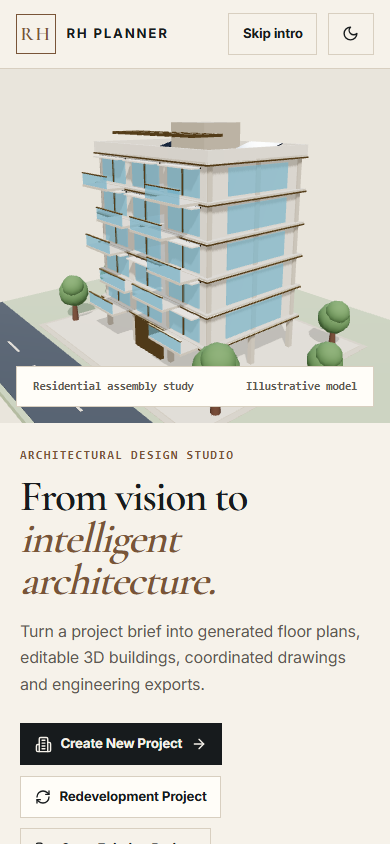 RH RH PLANNER Skip intro
Residential assembly study Illustrative model
ARCHITECTURAL DESIGN STUDIO
From vision to
intelligent
architecture.
Turn a project brief into generated floor plans,
editable 3D buildings, coordinated drawings
and engineering exports.
Create New Project
Redevelopment Project